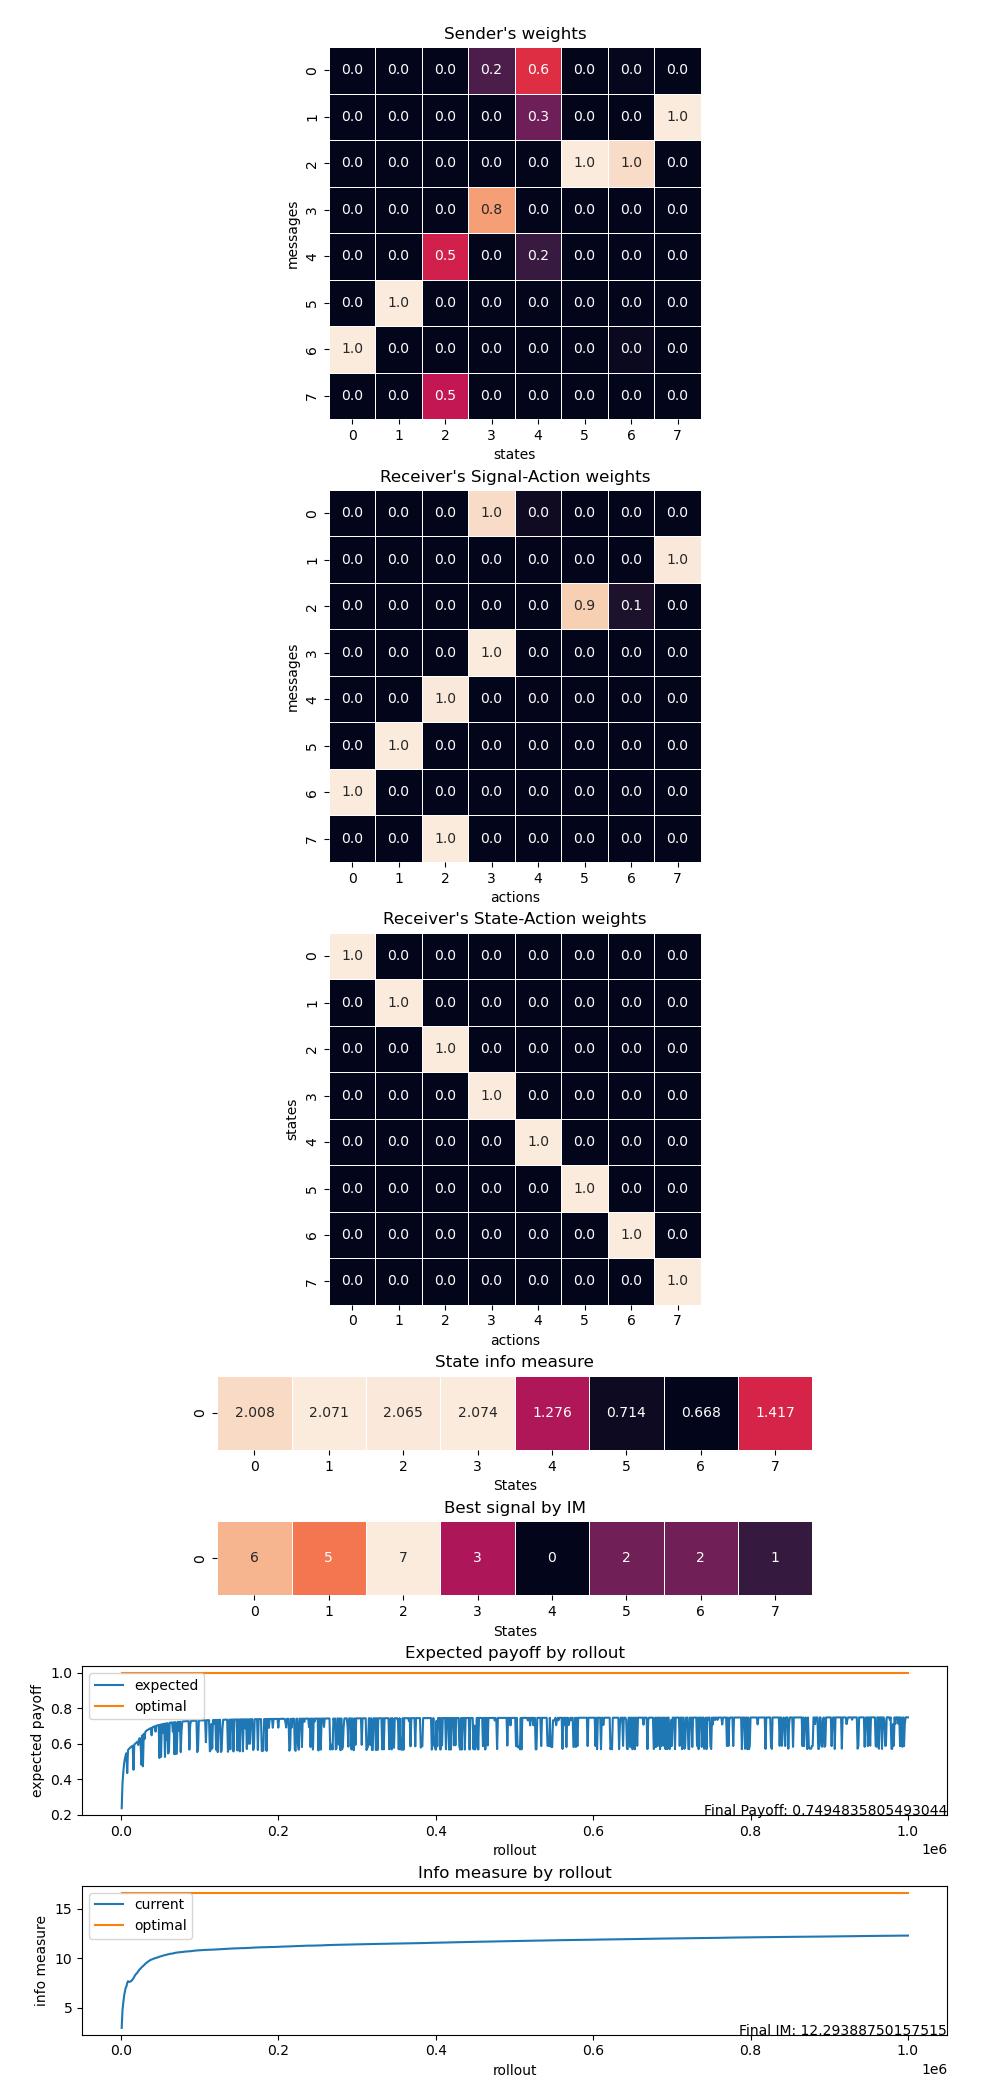 Sender's weights
0 0.0 0.0 0.0 0.2 0.6 0.0 0.0 0.0
1 0.0 0.0 0.0 0.0 0.3 0.0 0.0 1.0
2 0.0 0.0 0.0 0.0 0.0 1.0 1.0 0.0
3 0.0 0.0 0.0 0.8 0.0 0.0 0.0 0.0
messages
4 0.0 0.0 0.5 0.0 0.2 0.0 0.0 0.0
5 0.0 1.0 0.0 0.0 0.0 0.0 0.0 0.0
6 1.0 0.0 0.0 0.0 0.0 0.0 0.0 0.0
7 0.0 0.0 0.5 0.0 0.0 0.0 0.0 0.0
0 1 2 3 4 5 6 7
states
Receiver's Signal-Action weights
0 0.0 0.0 0.0 1.0 0.0 0.0 0.0 0.0
1 0.0 0.0 0.0 0.0 0.0 0.0 0.0 1.0
2 0.0 0.0 0.0 0.0 0.0 0.9 0.1 0.0
3 0.0 0.0 0.0 1.0 0.0 0.0 0.0 0.0
messages
4 0.0 0.0 1.0 0.0 0.0 0.0 0.0 0.0
5 0.0 1.0 0.0 0.0 0.0 0.0 0.0 0.0
6 1.0 0.0 0.0 0.0 0.0 0.0 0.0 0.0
7 0.0 0.0 1.0 0.0 0.0 0.0 0.0 0.0
0 1 2 3 4 5 6 7
actions
Receiver's State-Action weights
0 1.0 0.0 0.0 0.0 0.0 0.0 0.0 0.0
1 0.0 1.0 0.0 0.0 0.0 0.0 0.0 0.0
2 0.0 0.0 1.0 0.0 0.0 0.0 0.0 0.0
3 0.0 0.0 0.0 1.0 0.0 0.0 0.0 0.0
states
4 0.0 0.0 0.0 0.0 1.0 0.0 0.0 0.0
5 0.0 0.0 0.0 0.0 0.0 1.0 0.0 0.0
6 0.0 0.0 0.0 0.0 0.0 0.0 1.0 0.0
7 0.0 0.0 0.0 0.0 0.0 0.0 0.0 1.0
0 1 2 3 4 5 6 7
actions
State info measure
0 2.008 2.071 2.065 2.074 1.276 0.714 0.668 1.417
0 1 2 3 4 5 6 7
States
Best signal by IM
0 6 5 7 3 0 2 2 1
0 1 2 3 4 5 6 7
States
Expected payoff by rollout
expected payoff
1.0
0.8
0.6
0.4
0.2
expected
optimal
Final Payoff: 0.7494835805493044
0.0 0.2 0.4 0.6 0.8 1.0
1e6
rollout
Info measure by rollout
info measure
15
10
5
current
optimal
Final IM: 12.29388750157515
0.0 0.2 0.4 0.6 0.8 1.0
1e6
rollout